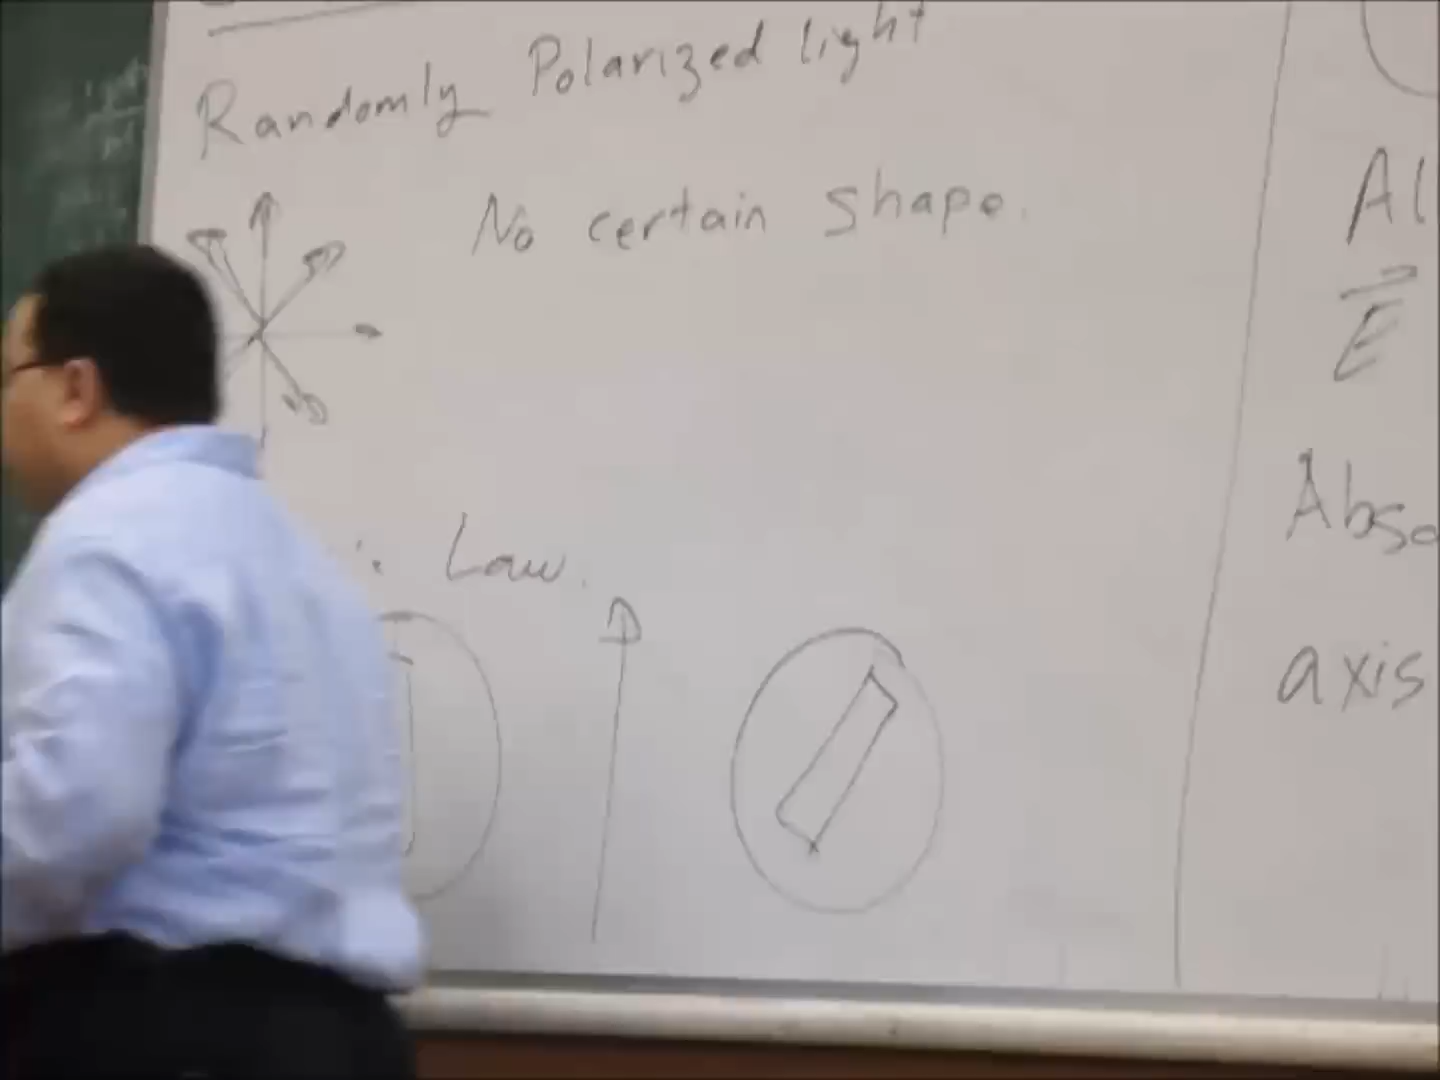 Randomly Polarized light
No certain shape.
Law.
Al
E
Abso
axis